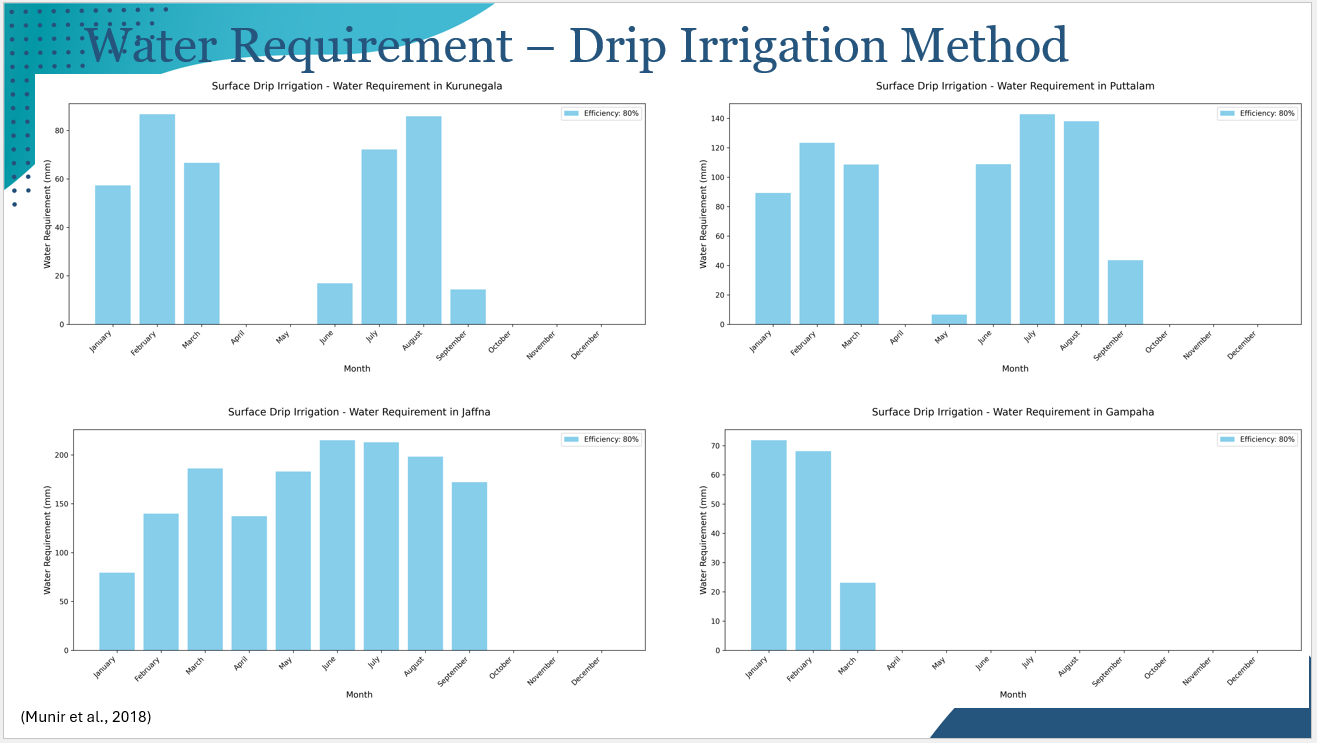 Water Requirement – Drip Irrigation Method
Surface Drip Irrigation - Water Requirement in Kurunegala
Efficiency: 80%
Water Requirement (mm)
80
60
40
20
0
January
February
March
April
May
June
July
August
September
October
November
December
Month
Surface Drip Irrigation - Water Requirement in Puttalam
Efficiency: 80%
Water Requirement (mm)
140
120
100
80
60
40
20
0
January
February
March
April
May
June
July
August
September
October
November
December
Month
Surface Drip Irrigation - Water Requirement in Jaffna
Efficiency: 80%
Water Requirement (mm)
200
150
100
50
0
January
February
March
April
May
June
July
August
September
October
November
December
Month
Surface Drip Irrigation - Water Requirement in Gampaha
Efficiency: 80%
Water Requirement (mm)
70
60
50
40
30
20
10
0
January
February
March
April
May
June
July
August
September
October
November
December
Month
(Munir et al., 2018)